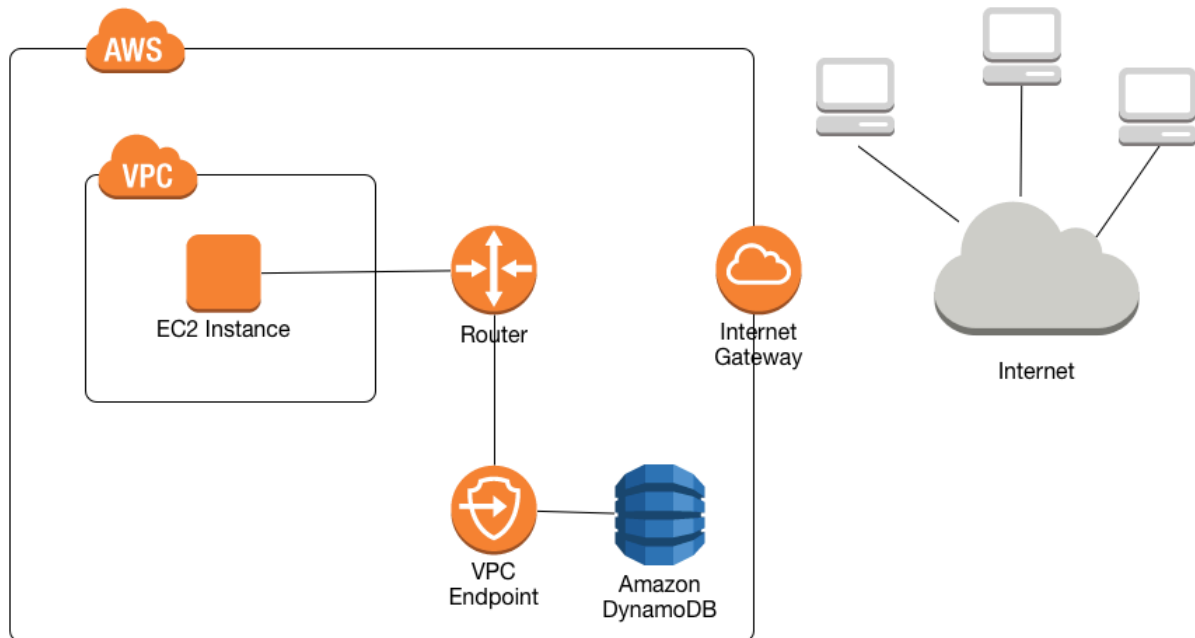 AWS
VPC
EC2 Instance
Router
Internet
Gateway
Internet
VPC
Endpoint
Amazon
DynamoDB